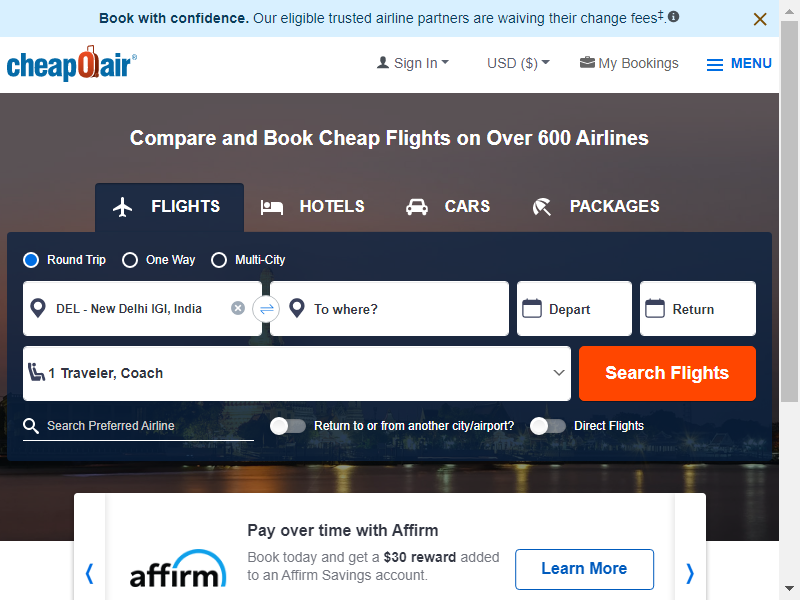 Book with confidence. Our eligible trusted airline partners are waiving their change fees‡.
cheapOair®
Sign In
USD ($)
My Bookings
MENU
Compare and Book Cheap Flights on Over 600 Airlines
FLIGHTS
HOTELS
CARS
PACKAGES
Round Trip
One Way
Multi-City
DEL - New Delhi IGI, India
To where?
Depart
Return
1 Traveler, Coach
Search Flights
Search Preferred Airline
Return to or from another city/airport?
Direct Flights
affirm
Pay over time with Affirm
Book today and get a $30 reward added
to an Affirm Savings account.
Learn More